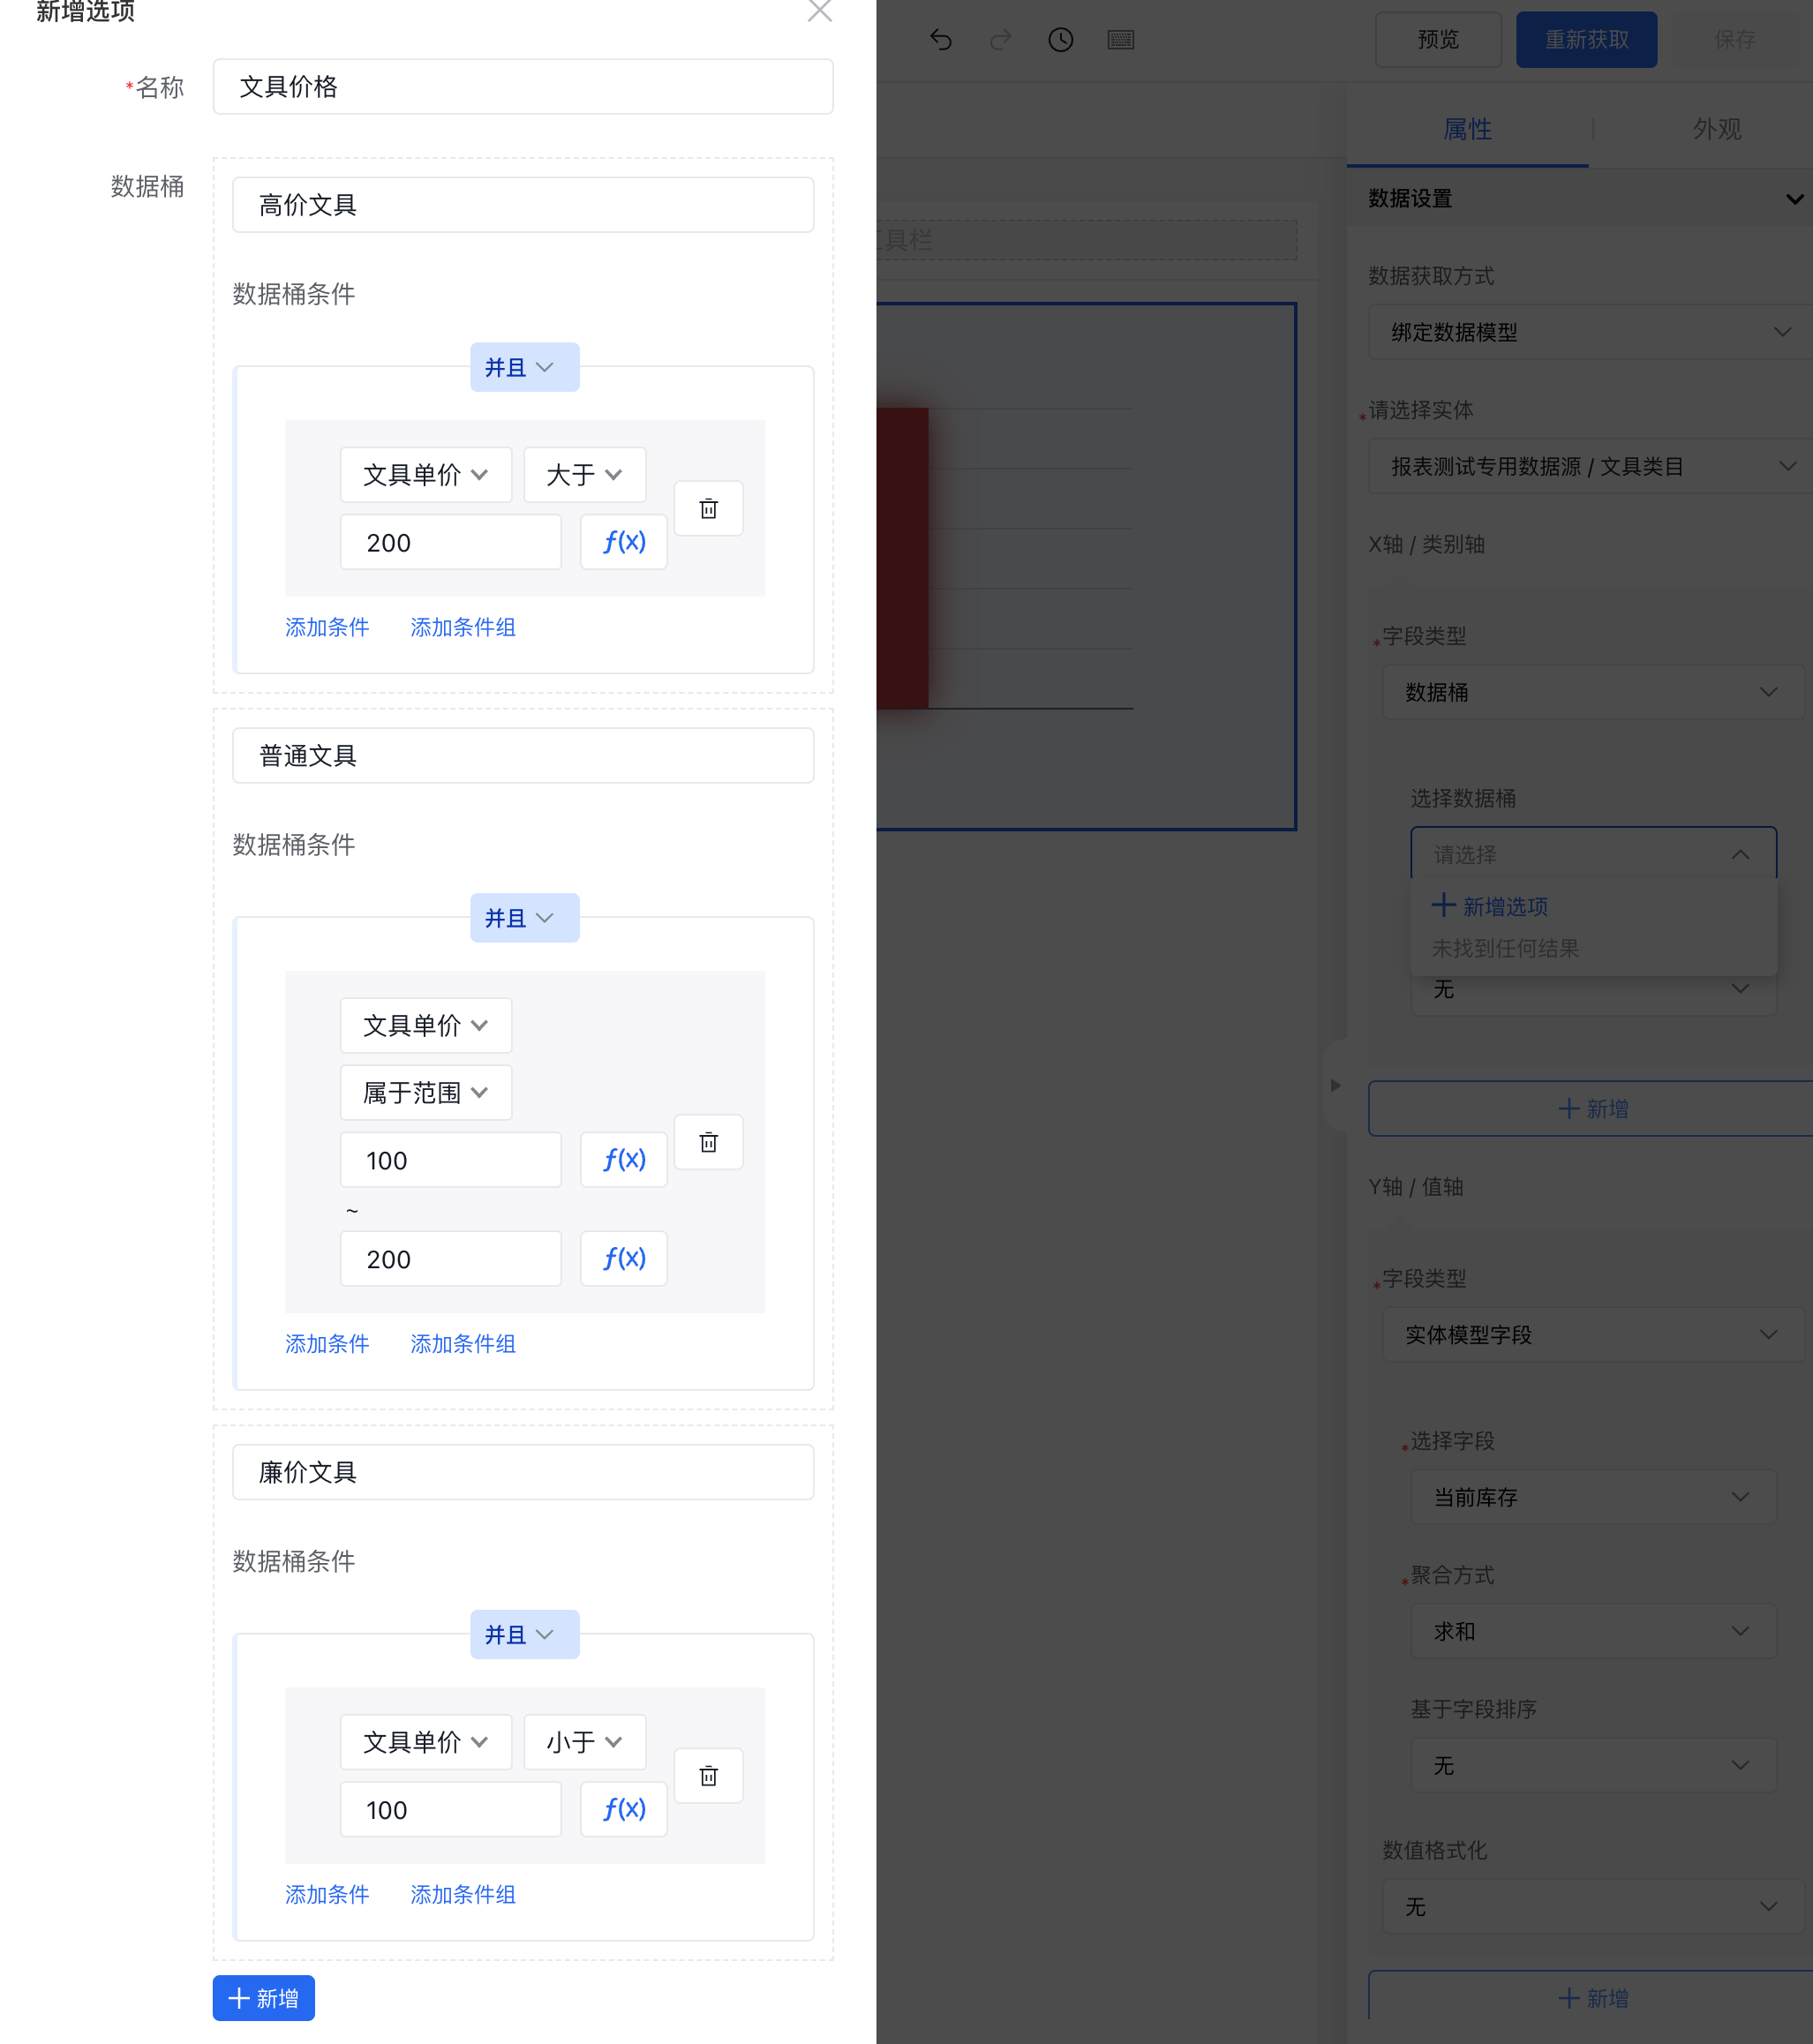 新增选项
*名称
文具价格
数据桶
高价文具
数据桶条件
并且
文具单价
大于
200
f(x)
添加条件 添加条件组
普通文具
数据桶条件
并且
文具单价
属于范围
100
f(x)
~
200
f(x)
添加条件 添加条件组
廉价文具
数据桶条件
并且
文具单价
小于
100
f(x)
添加条件 添加条件组
新增
预览
重新获取
保存
具栏
属性
外观
数据设置
数据获取方式
绑定数据模型
*请选择实体
报表测试专用数据源 / 文具类目
X轴 / 类别轴
*字段类型
数据桶
选择数据桶
请选择
新增选项
未找到任何结果
无
新增
Y轴 / 值轴
*字段类型
实体模型字段
*选择字段
当前库存
*聚合方式
求和
基于字段排序
无
数值格式化
无
新增